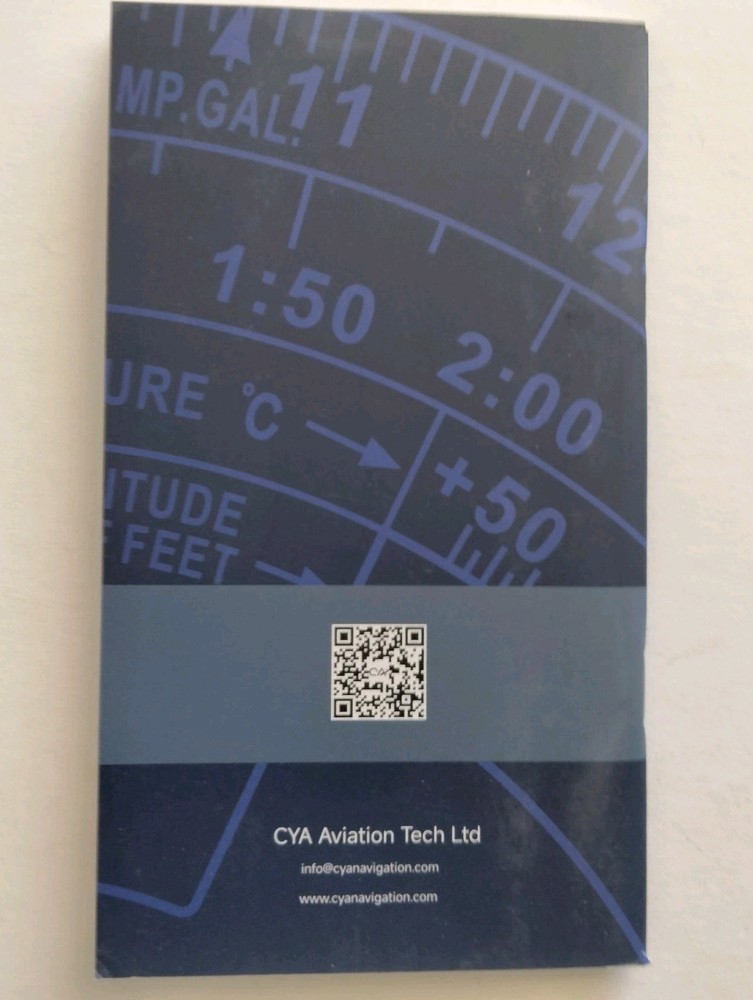 MP.GAL.
11
12
1:50
2:00
URE °C
+50
ITUDE
FEET
CYA Aviation Tech Ltd
info@cyanavigation.com
www.cyanavigation.com